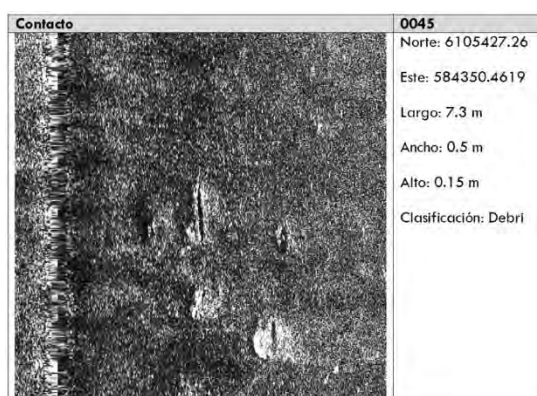 Contacto 0045
Norte: 6105427.26
Este: 584350.4619
Largo: 7.3 m
Ancho: 0.5 m
Alto: 0.15 m
Clasificación: Debri